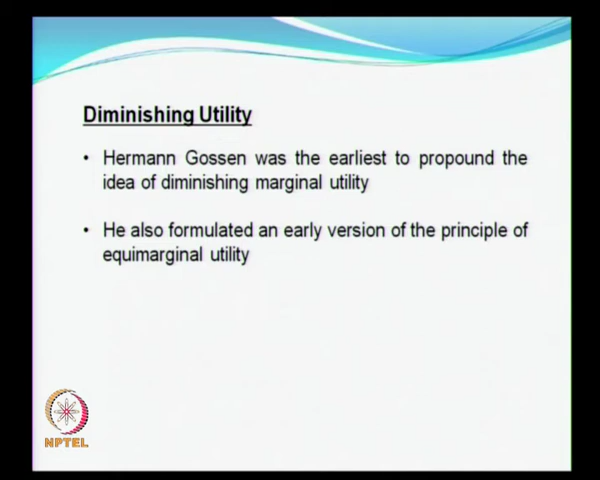 Diminishing Utility
• Hermann Gossen was the earliest to propound the
idea of diminishing marginal utility
• He also formulated an early version of the principle of
equimarginal utility
NPTEL